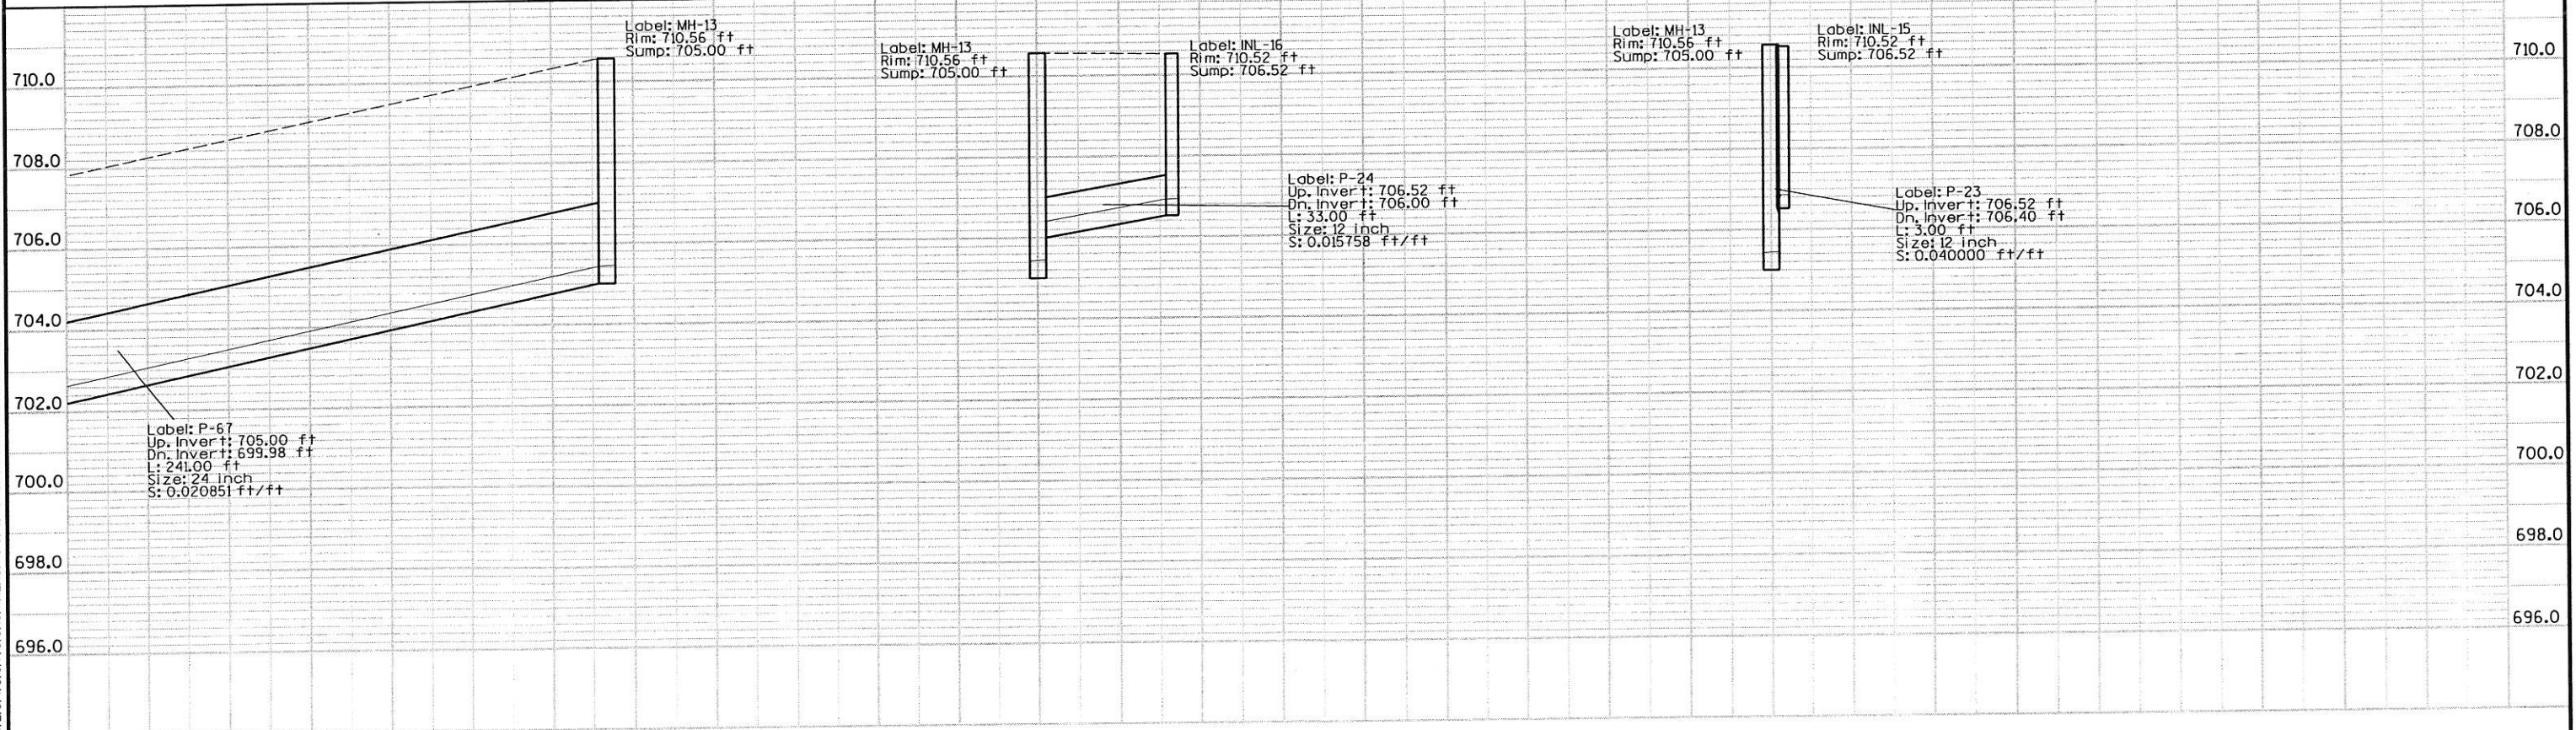 Label: MH-13
Rim: 710.56 ft
Sump: 705.00 ft
Label: MH-13
Rim: 710.56 ft
Sump: 705.00 ft
Label: INL-16
Rim: 710.52 ft
Sump: 706.52 ft
Label: MH-13
Rim: 710.56 ft
Sump: 705.00 ft
Label: INL-15
Rim: 710.52 ft
Sump: 706.52 ft
710.0
708.0
706.0
704.0
702.0
700.0
698.0
696.0
Label: P-67
Up. Invert: 705.00 ft
Dn. Invert: 699.98 ft
L: 241.00 ft
Size: 24 inch
S: 0.020851 ft/ft
Label: P-24
Up. Invert: 706.52 ft
Dn. Invert: 706.00 ft
L: 33.00 ft
Size: 12 inch
S: 0.015758 ft/ft
Label: P-23
Up. Invert: 706.52 ft
Dn. Invert: 706.40 ft
L: 3.00 ft
Size: 12 inch
S: 0.040000 ft/ft
710.0
708.0
706.0
704.0
702.0
700.0
698.0
696.0